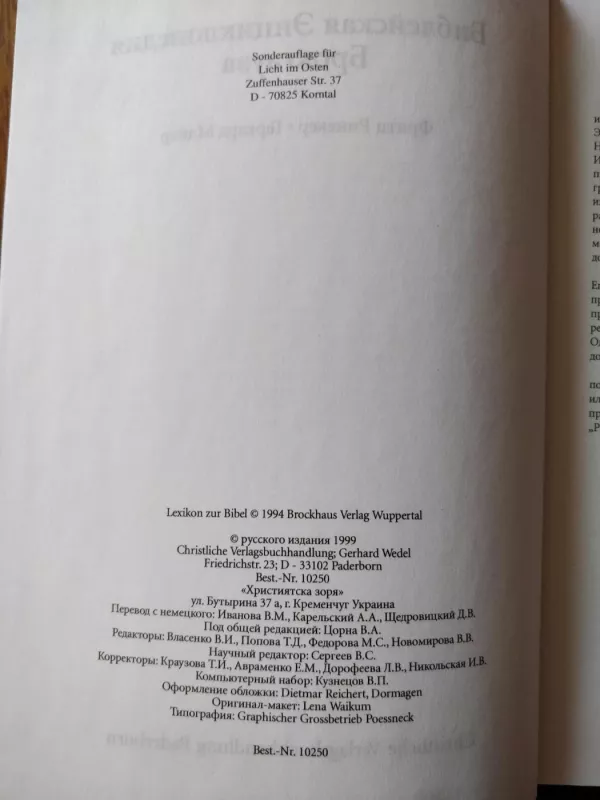 Sonderauflage für
Licht im Osten
Zuffenhauser Str. 37
D - 70825 Korntal
Lexikon zur Bibel © 1994 Brockhaus Verlag Wuppertal
© русского издания 1999
Christliche Verlagsbuchhandlung; Gerhard Wedel
Friedrichstr. 23; D - 33102 Paderborn
Best.-Nr. 10250
«Християтска зоря»
ул. Бутырина 37 а, г. Кременчуг Украина
Перевод с немецкого: Иванова В.М., Карельский А.А., Щедровицкий Д.В.
Под общей редакцией: Цорна В.А.
Редакторы: Власенко В.И., Попова Т.Д., Федорова М.С., Новомирова В.В.
Научный редактор: Сергеев В.С.
Корректоры: Краузова Т.Й., Авраменко Е.М., Дорофеева Л.В., Никольская И.В.
Компьютерный набор: Кузнецов В.П.
Оформление обложки: Dietmar Reichert, Dormagen
Оригинал-макет: Lena Waikum
Типография: Graphischer Grossbetrieb Poessneck
Best.-Nr. 10250